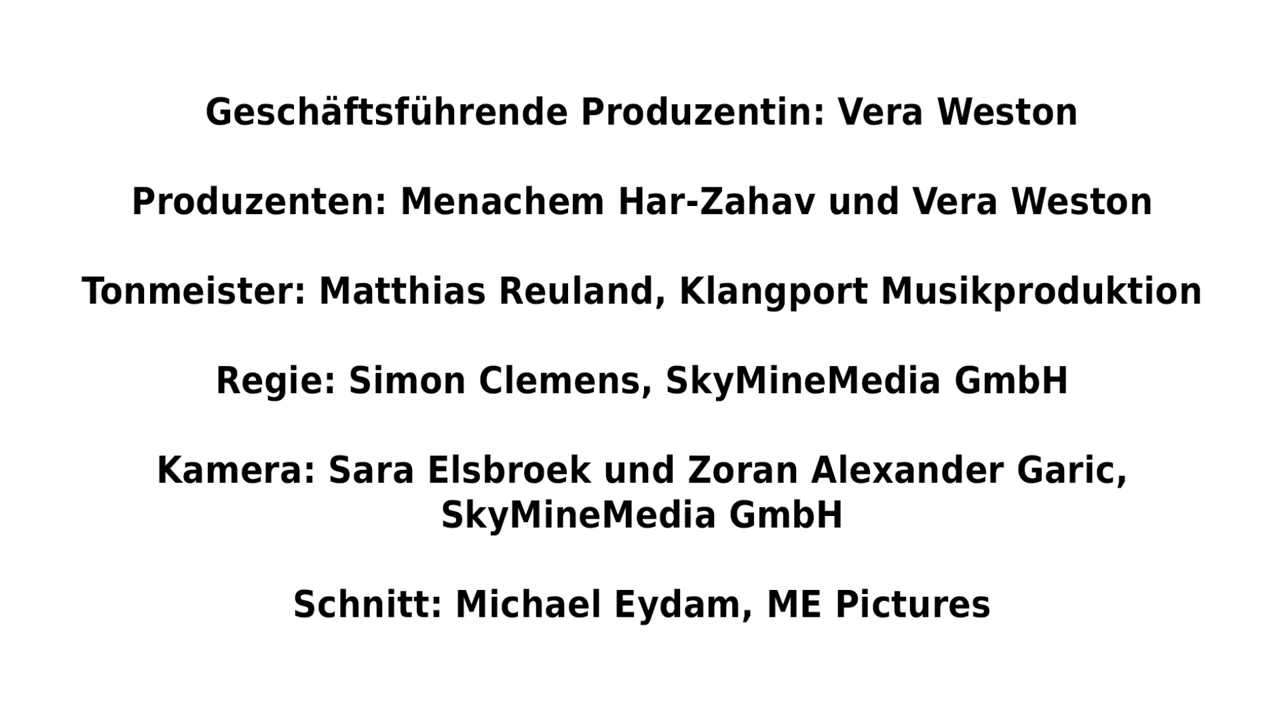 Geschäftsführende Produzentin: Vera Weston
Produzenten: Menachem Har-Zahav und Vera Weston
Tonmeister: Matthias Reuland, Klangport Musikproduktion
Regie: Simon Clemens, SkyMineMedia GmbH
Kamera: Sara Elsbroek und Zoran Alexander Garic,
SkyMineMedia GmbH
Schnitt: Michael Eydam, ME Pictures